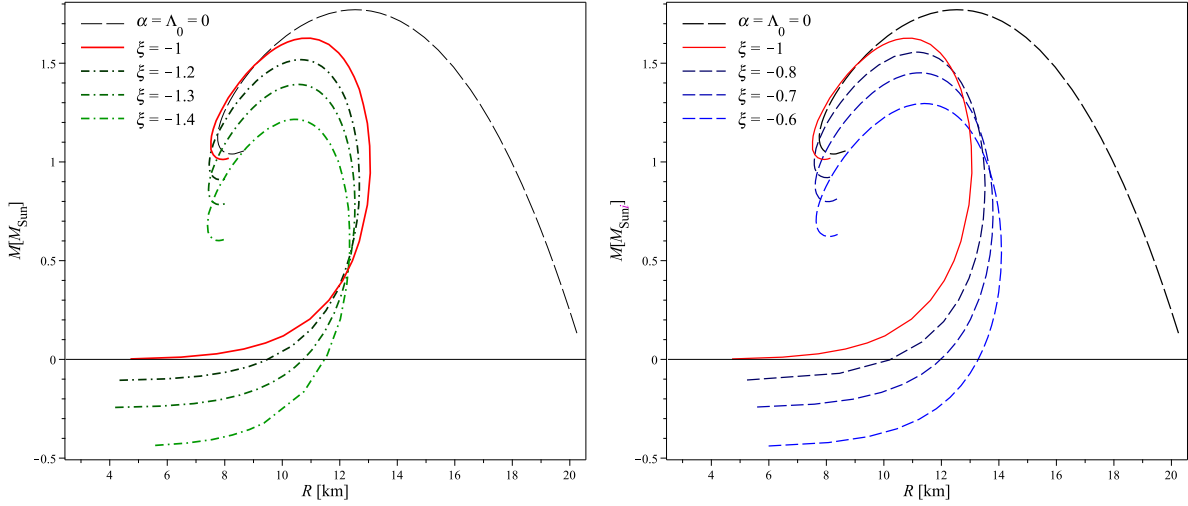 α = Λ₀ = 0
ξ = −1
ξ = −1.2
ξ = −1.3
ξ = −1.4
1.5
1
0.5
0
−0.5
M[M_Sun]
4 6 8 10 12 14 16 18 20
R [km]
α = Λ₀ = 0
ξ = −1
ξ = −0.8
ξ = −0.7
ξ = −0.6
1.5
1
0.5
0
−0.5
M[M_Suni]
4 6 8 10 12 14 16 18 20
R [km]